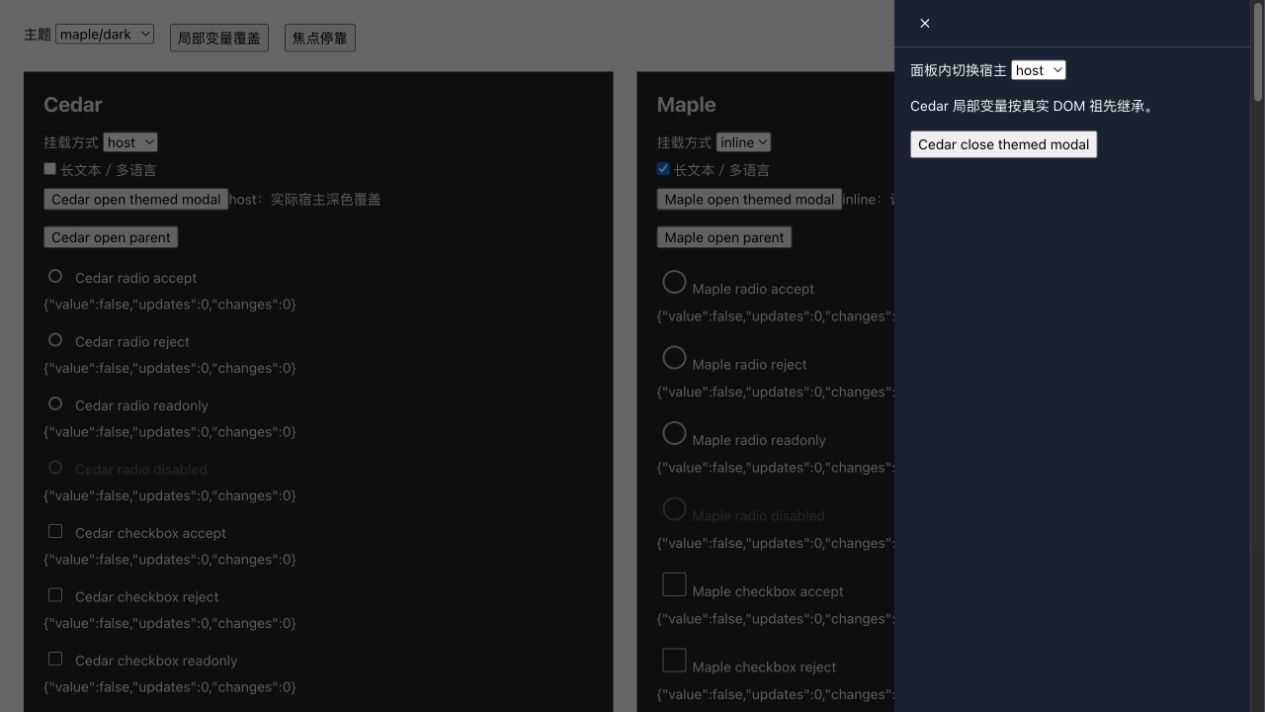 主题 maple/dark 局部变量覆盖 焦点停靠
Cedar
挂载方式 host
长文本 / 多语言
Cedar open themed modal host：实际宿主深色覆盖
Cedar open parent
Cedar radio accept
{"value":false,"updates":0,"changes":0}
Cedar radio reject
{"value":false,"updates":0,"changes":0}
Cedar radio readonly
{"value":false,"updates":0,"changes":0}
Cedar radio disabled
{"value":false,"updates":0,"changes":0}
Cedar checkbox accept
{"value":false,"updates":0,"changes":0}
Cedar checkbox reject
{"value":false,"updates":0,"changes":0}
Cedar checkbox readonly
{"value":false,"updates":0,"changes":0}
Maple
挂载方式 inline
长文本 / 多语言
Maple open themed modal inline：
Maple open parent
Maple radio accept
{"value":false,"updates":0,"changes":
Maple radio reject
{"value":false,"updates":0,"changes":
Maple radio readonly
{"value":false,"updates":0,"changes":
Maple radio disabled
{"value":false,"updates":0,"changes":
Maple checkbox accept
{"value":false,"updates":0,"changes":
Maple checkbox reject
{"value":false,"updates":0,"changes":
×
面板内切换宿主 host
Cedar 局部变量按真实 DOM 祖先继承。
Cedar close themed modal